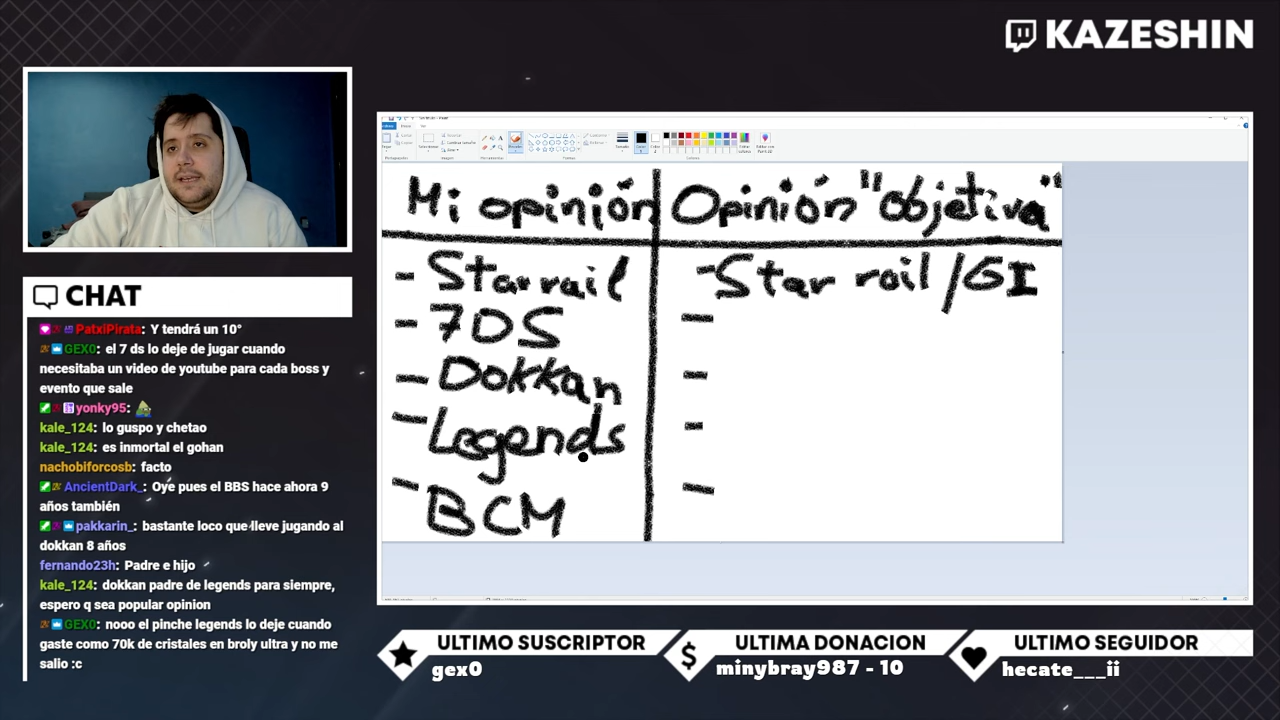 KAZESHIN
Mi opinión
Opinión "objetiva"
- Starrail
- 7DS
- Dokkan
- Legends
- BCM
- Star rail/GI
CHAT
PatxiPirata: Y tendrá un 10°
GEX0: el 7 ds lo deje de jugar cuando
necesitaba un video de youtube para cada boss y
evento que sale
yonky95:
kale_124: lo guspo y chetao
kale_124: es inmortal el gohan
nachobiforcosb: facto
AncientDark_: Oye pues el BBS hace ahora 9
años también
pakkarin_: bastante loco que lleve jugando al
dokkan 8 años
fernando23h: Padre e hijo
kale_124: dokkan padre de legends para siempre,
espero q sea popular opinion
GEX0: nooo el pinche legends lo deje cuando
gaste como 70k de cristales en broly ultra y no me
salio :c
ULTIMO SUSCRIPTOR
gex0
ULTIMA DONACION
minybray987 - 10
ULTIMO SEGUIDOR
hecate___ii